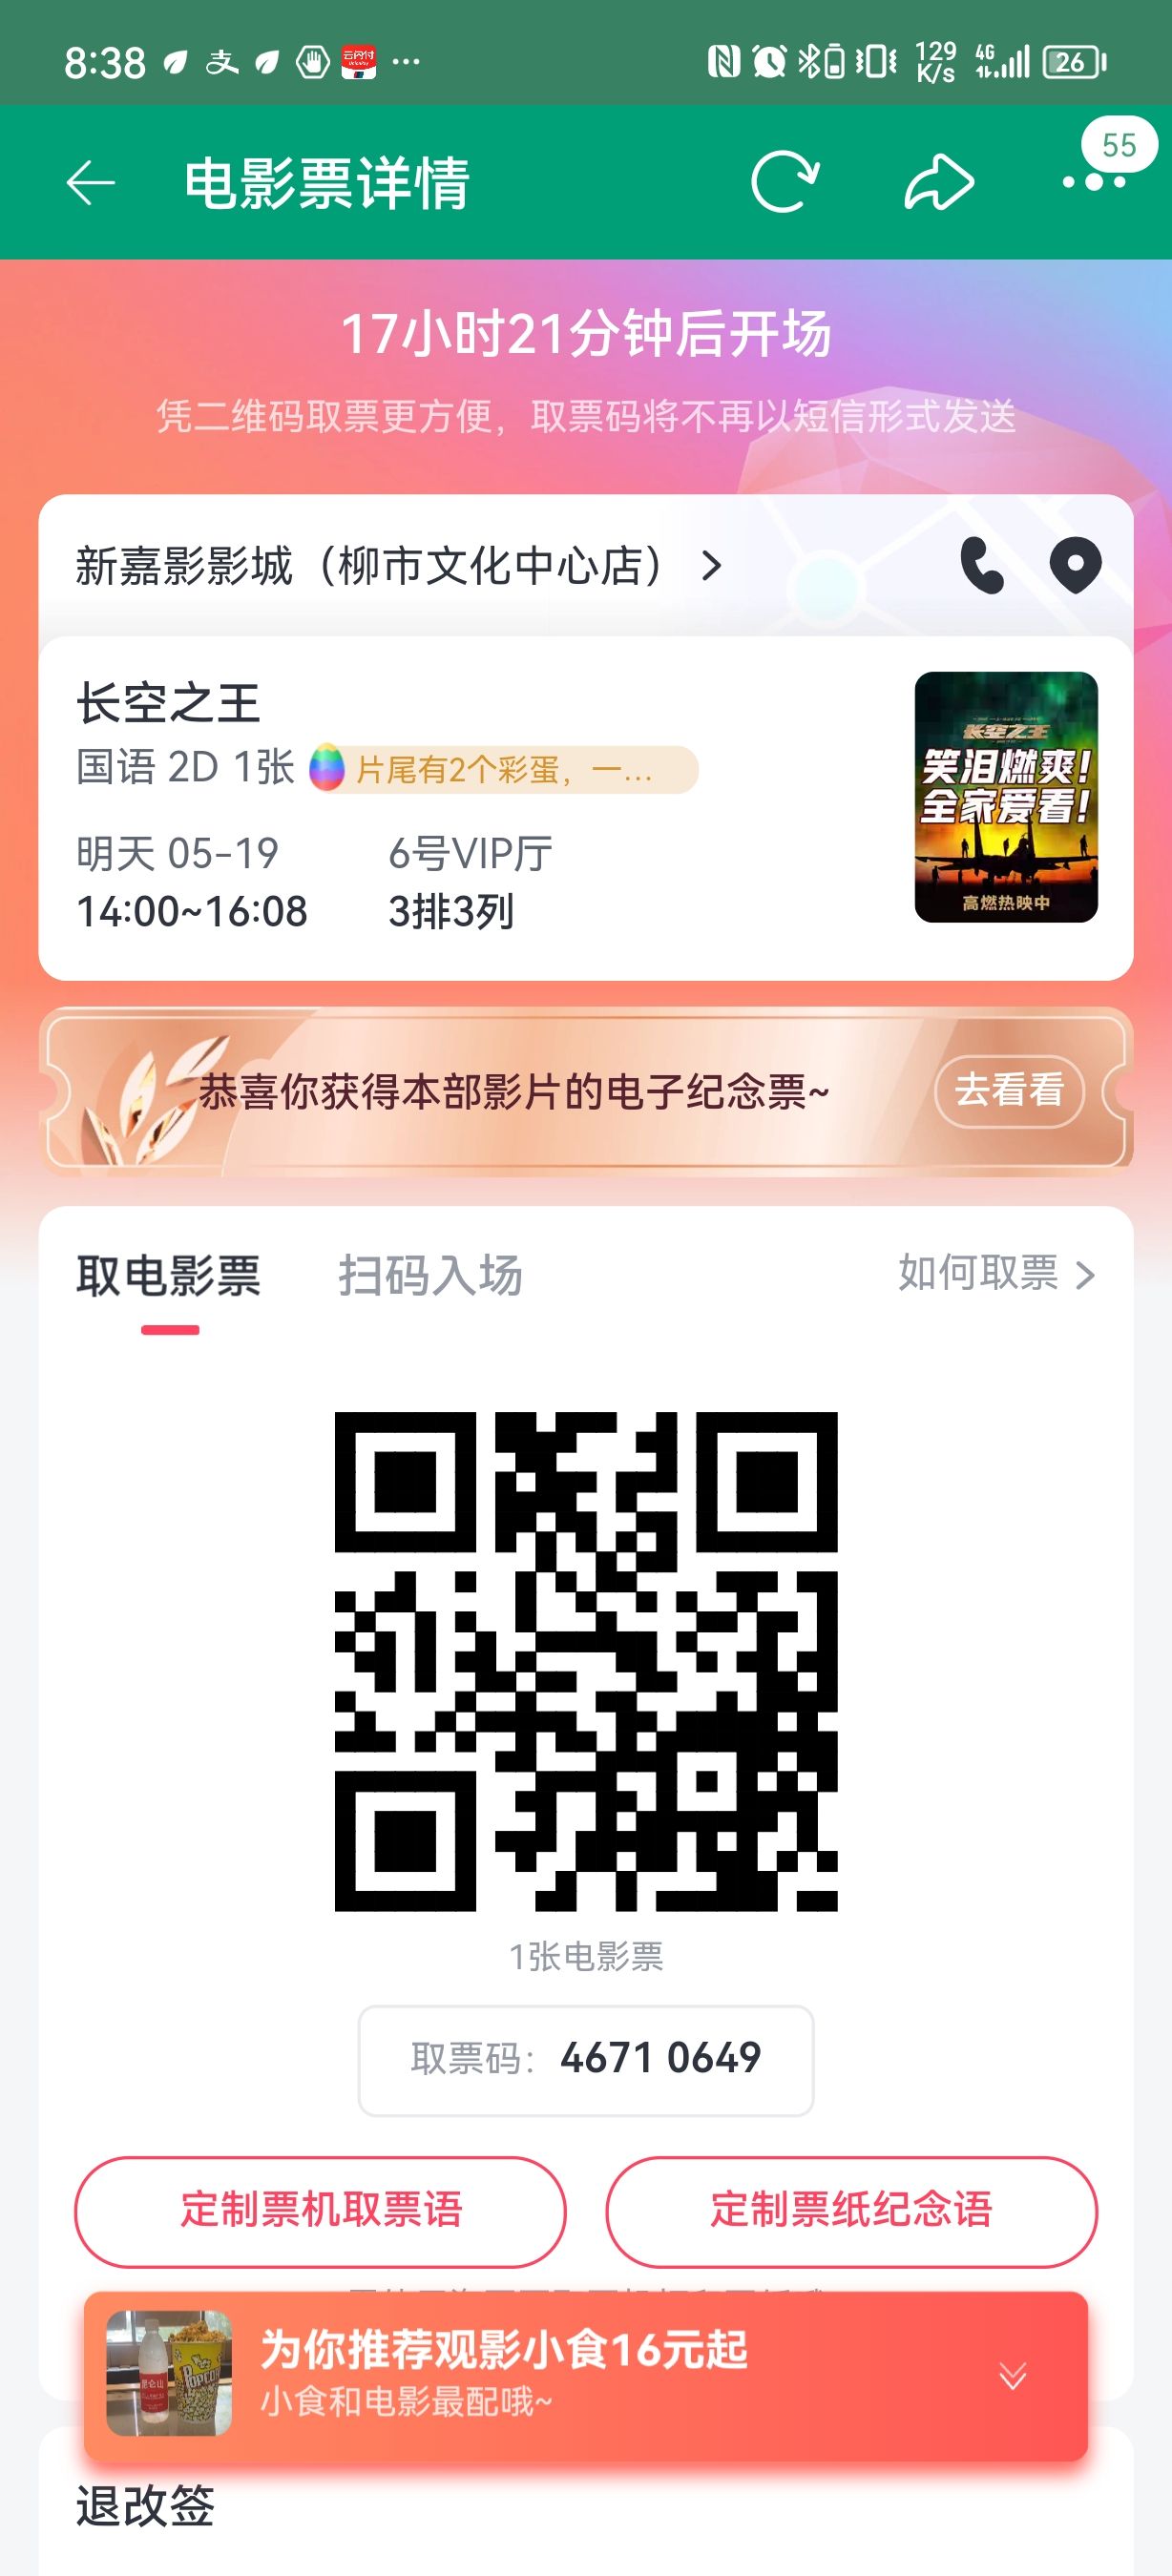 8:38
支
云闪付
129
K/s
4G
26
电影票详情
55
17小时21分钟后开场
凭二维码取票更方便，取票码将不再以短信形式发送
新嘉影影城（柳市文化中心店）
长空之王
国语 2D 1张
片尾有2个彩蛋，一...
明天 05-19
6号VIP厅
14:00~16:08
3排3列
长空之王
笑泪燃爽!
全家爱看!
高燃热映中
恭喜你获得本部影片的电子纪念票~
去看看
取电影票
扫码入场
如何取票
1张电影票
取票码：4671 0649
定制票机取票语
定制票纸纪念语
为你推荐观影小食16元起
小食和电影最配哦~
昆仑山
POPCORN
退改签